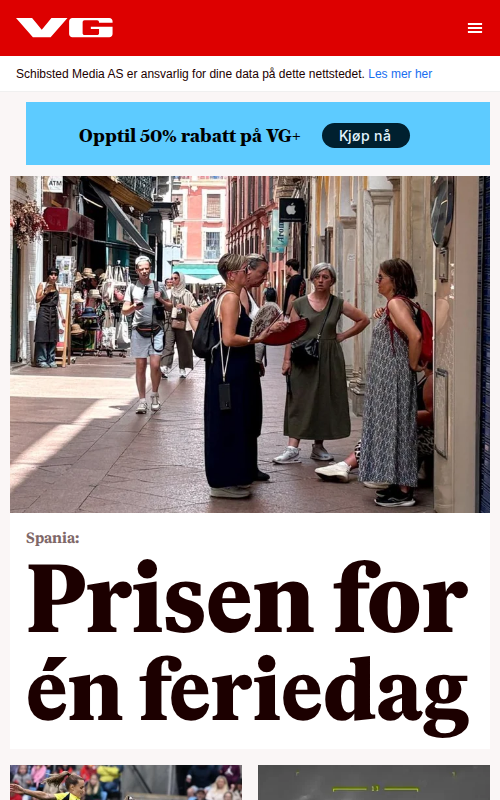 VG
Schibsted Media AS er ansvarlig for dine data på dette nettstedet. Les mer her
Opptil 50% rabatt på VG+
Kjøp nå
ATM
Spania:
Prisen for
én feriedag
11